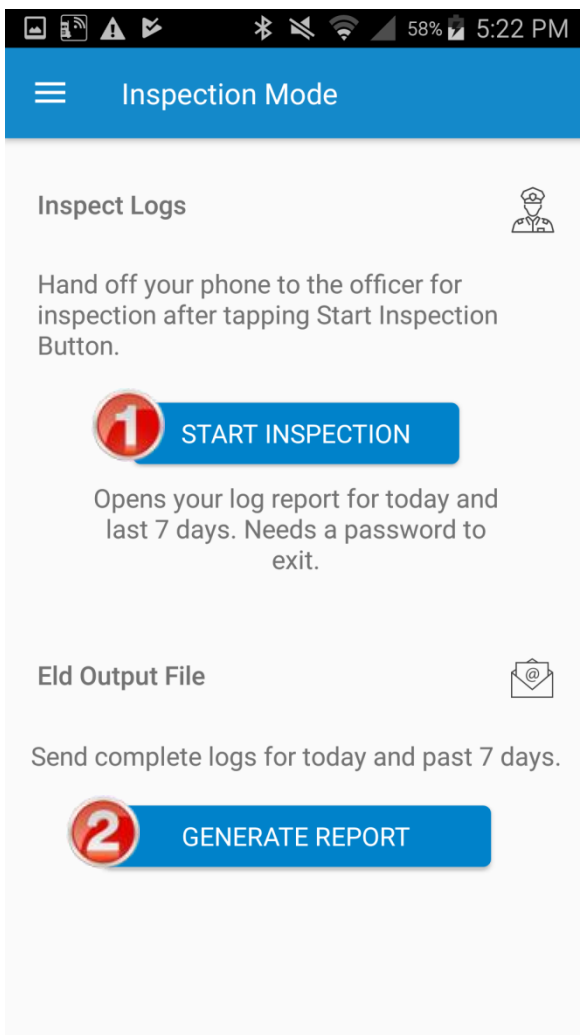 58% 5:22 PM
Inspection Mode
Inspect Logs
Hand off your phone to the officer for
inspection after tapping Start Inspection
Button.
1 START INSPECTION
Opens your log report for today and
last 7 days. Needs a password to
exit.
Eld Output File
@
Send complete logs for today and past 7 days.
2 GENERATE REPORT